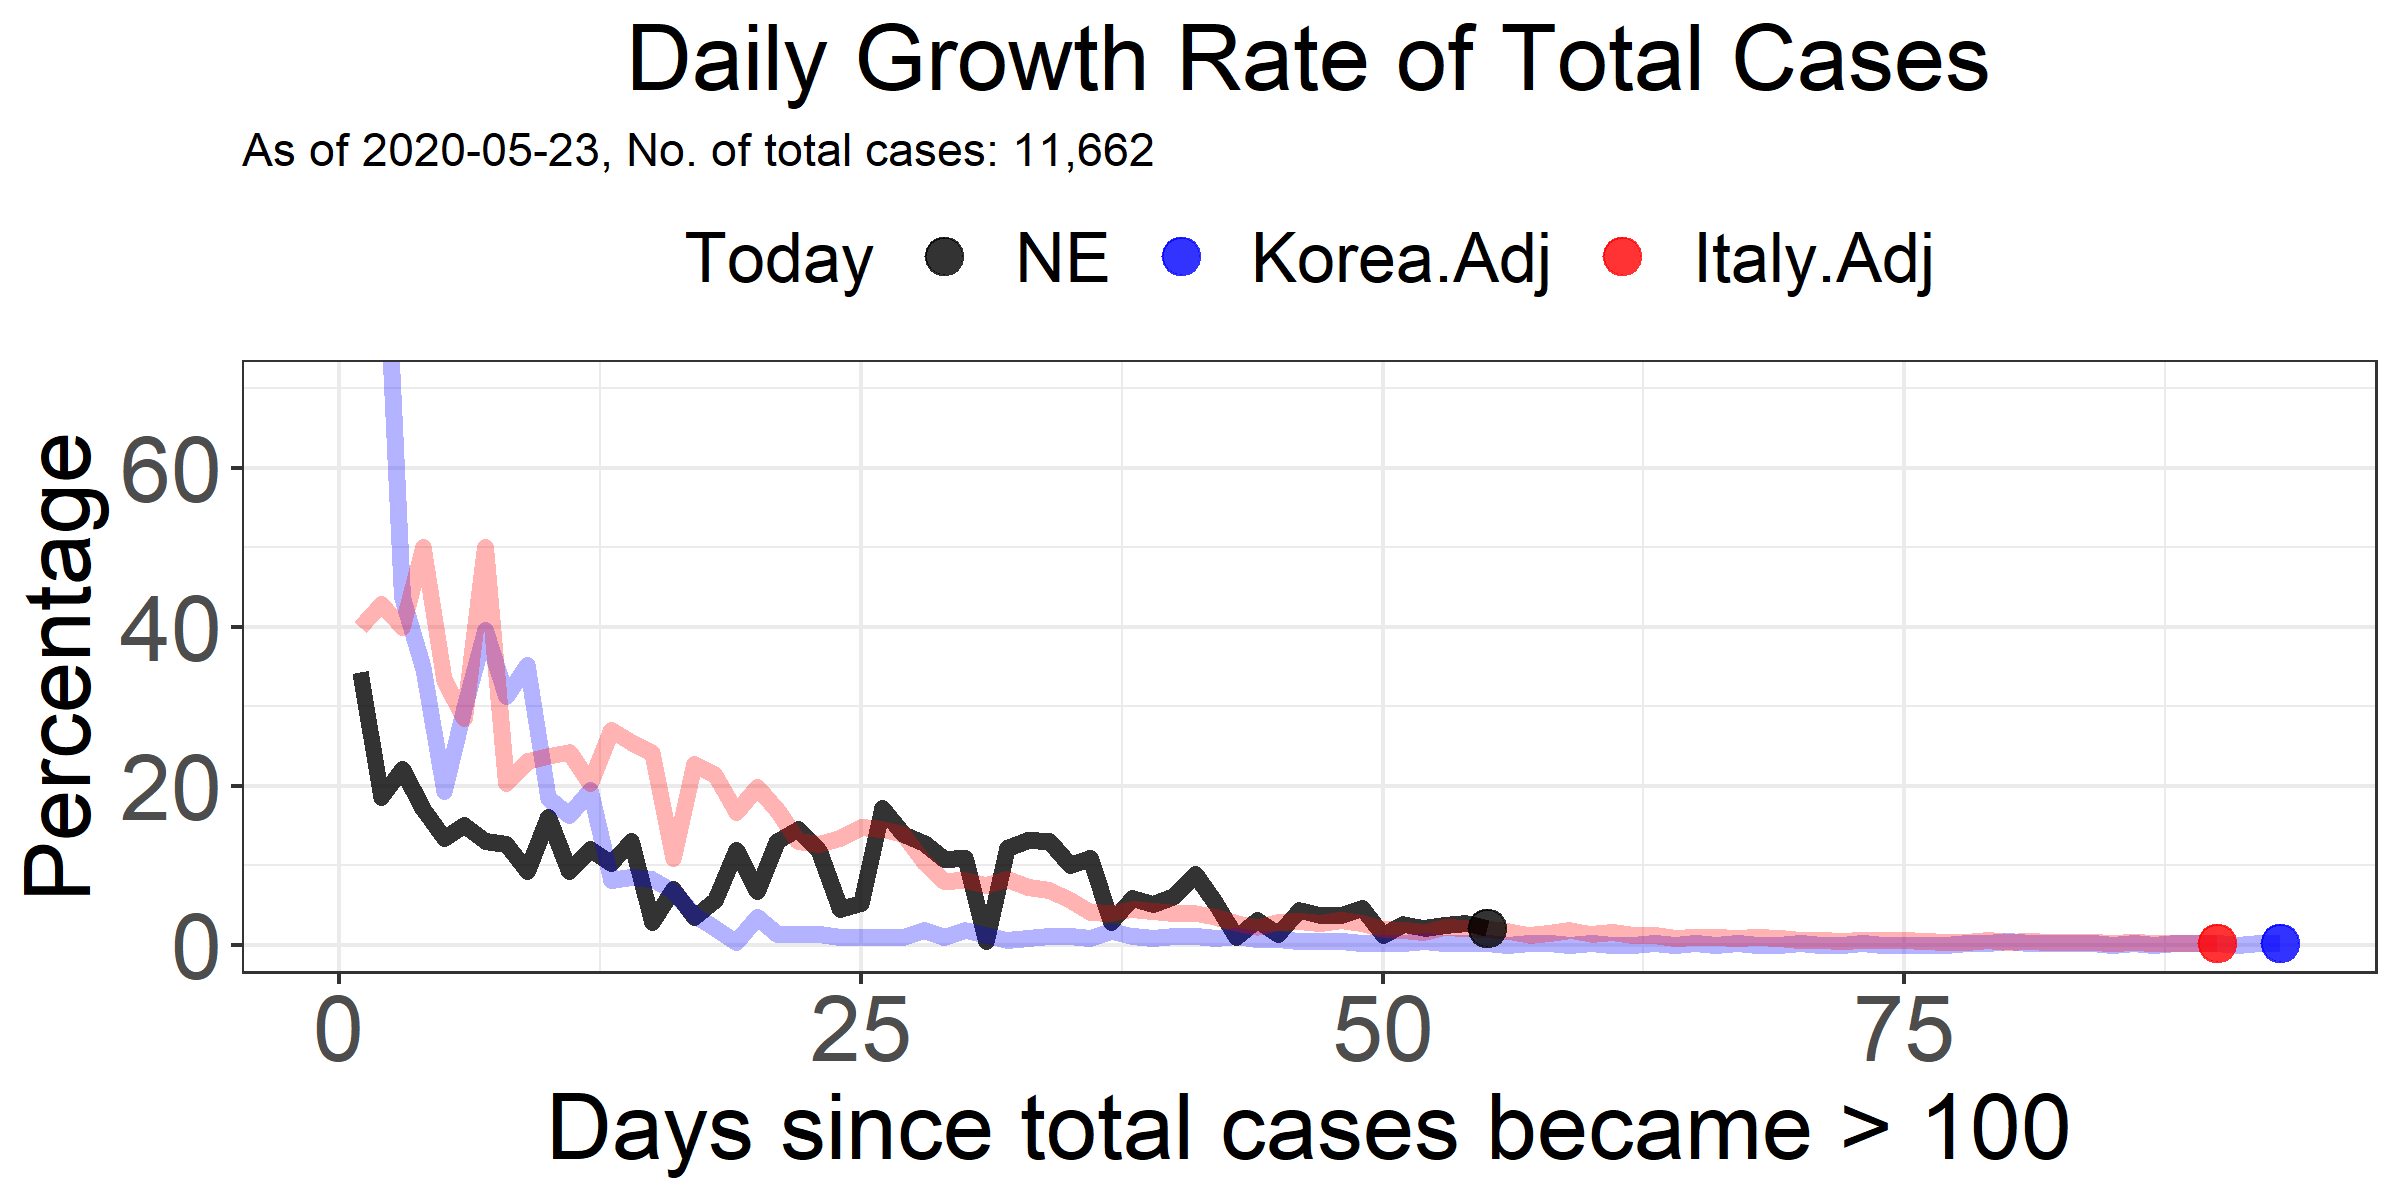 Daily Growth Rate of Total Cases
As of 2020-05-23, No. of total cases: 11,662
Today NE Korea.Adj Italy.Adj
Percentage
60
40
20
0
0 25 50 75
Days since total cases became > 100